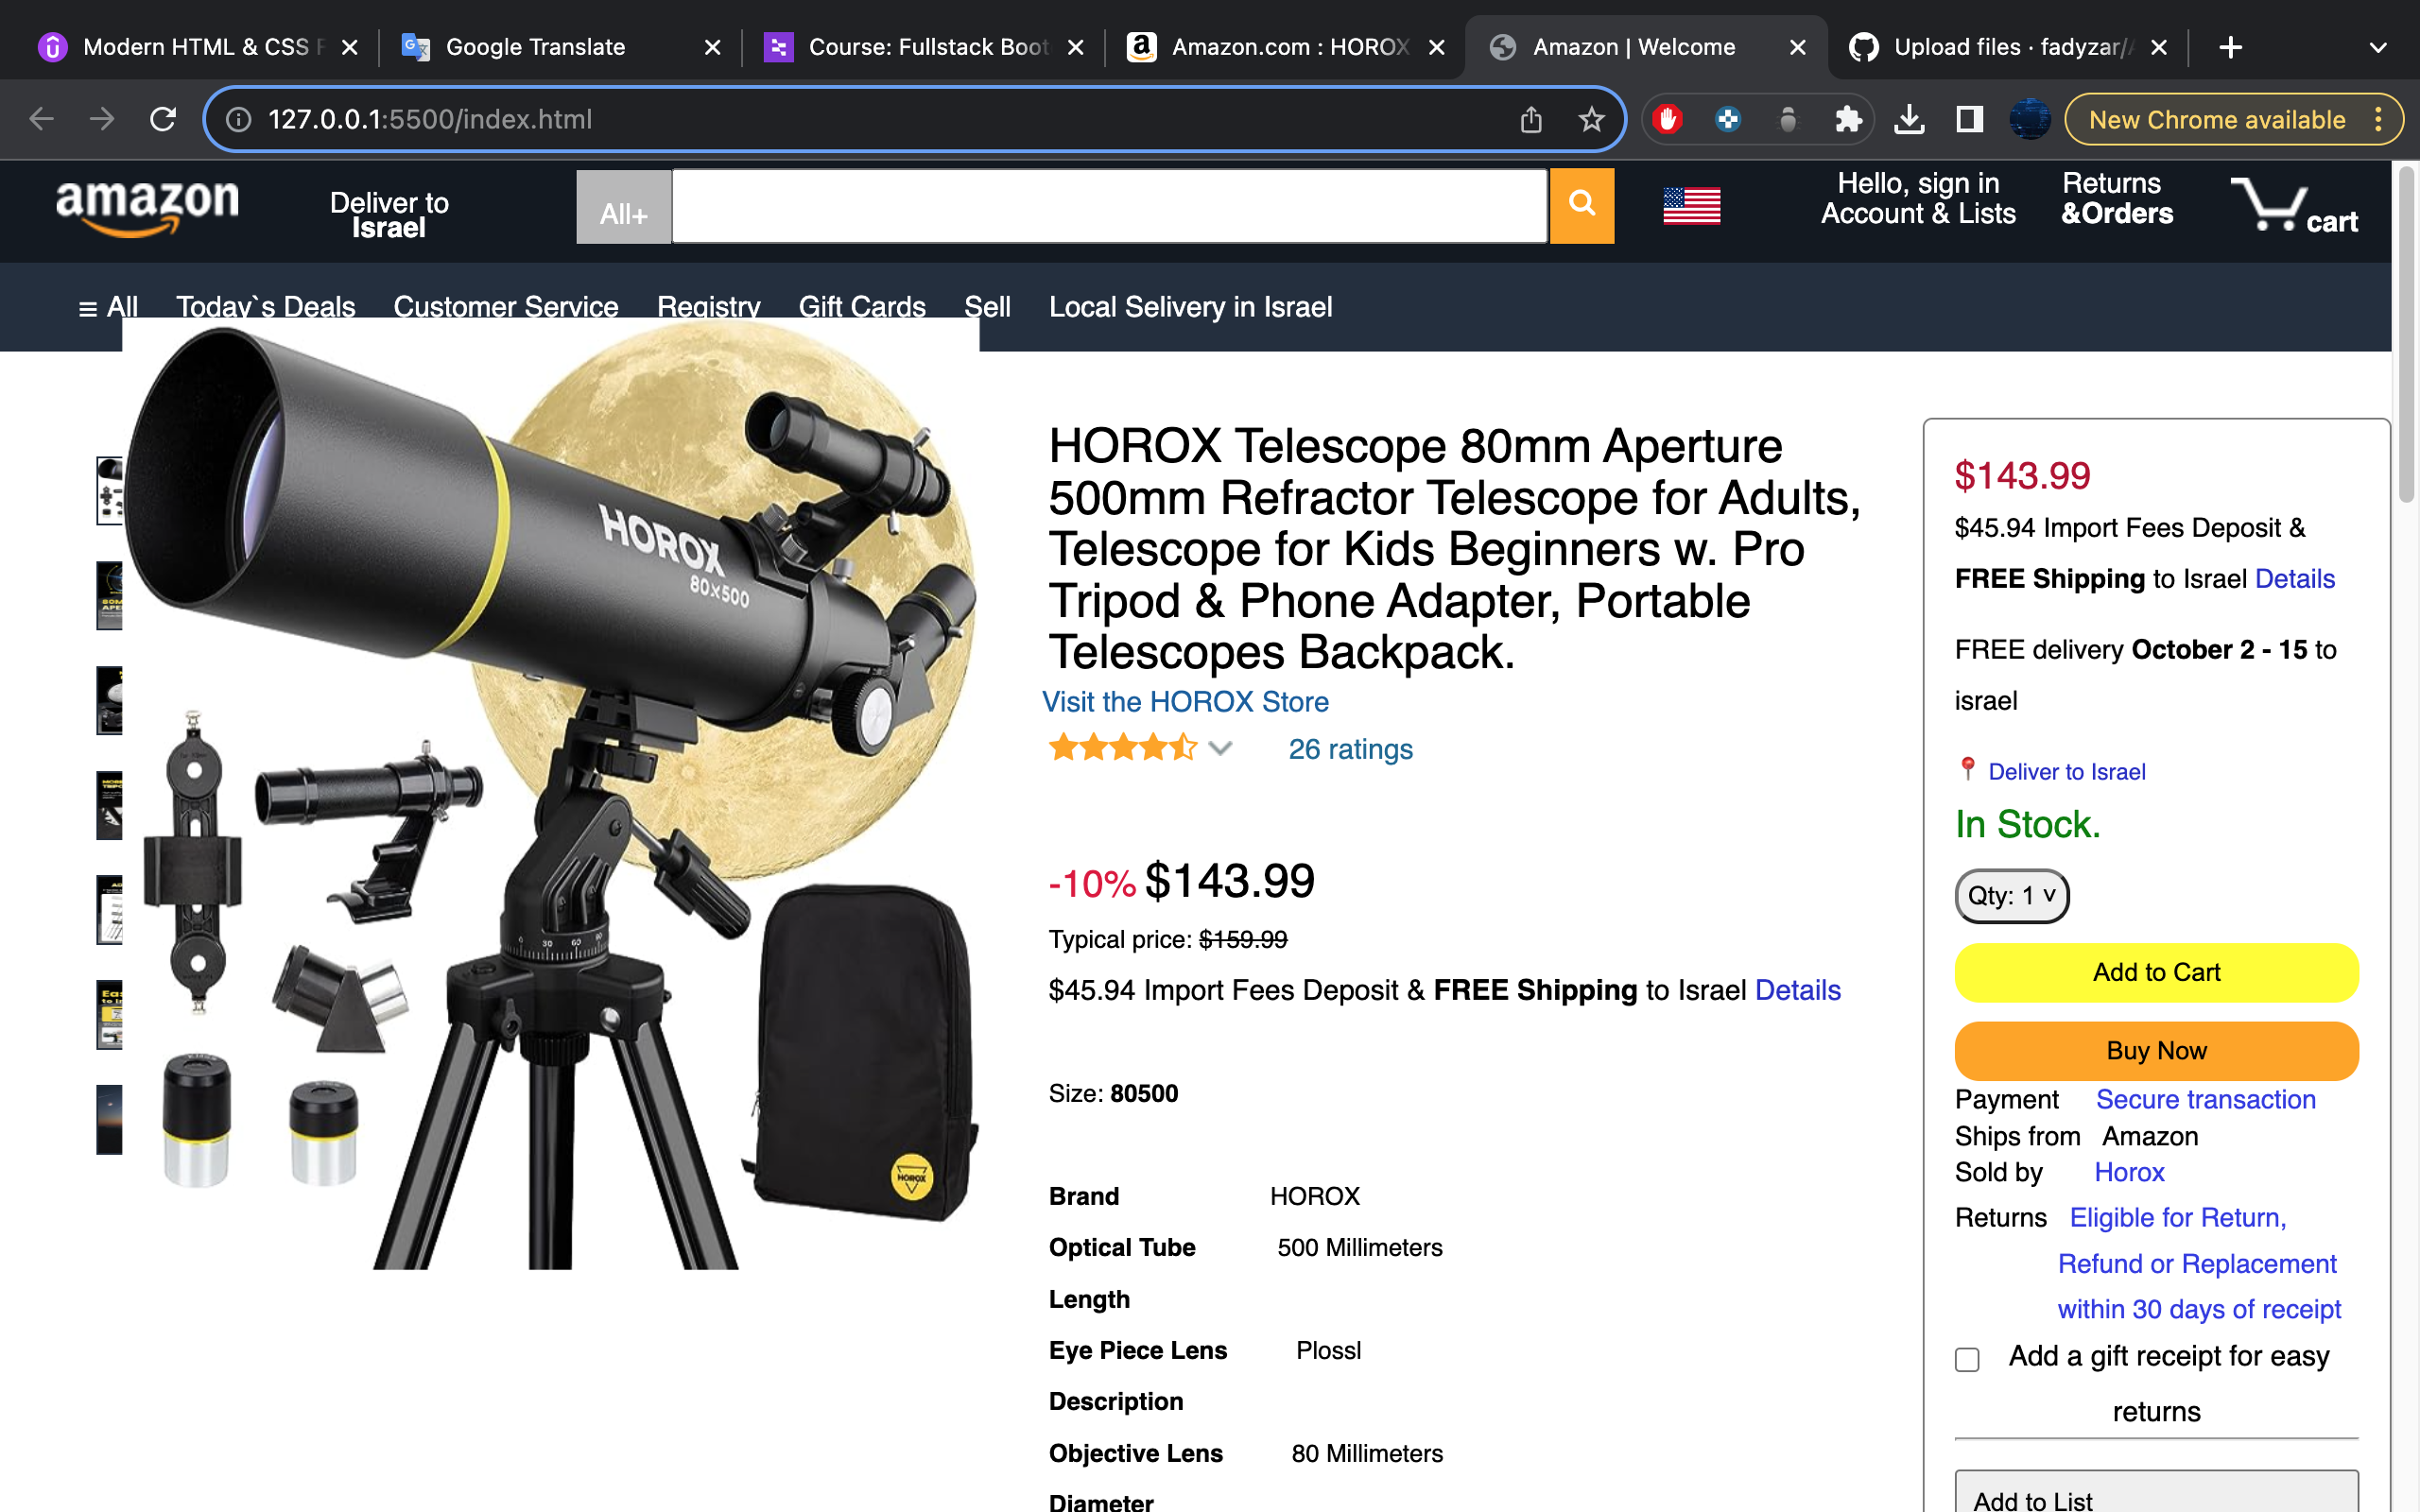 Modern HTML & CSS F
Google Translate
Course: Fullstack Boot
Amazon.com : HOROX
Amazon | Welcome
Upload files · fadyzar/
127.0.0.1:5500/index.html
New Chrome available
amazon
Deliver to
Israel
All+
Hello, sign in
Account & Lists
Returns
&Orders
cart
≡ All Today`s Deals Customer Service Registry Gift Cards Sell Local Selivery in Israel
HOROX
80x500
HOROX
HOROX Telescope 80mm Aperture
500mm Refractor Telescope for Adults,
Telescope for Kids Beginners w. Pro
Tripod & Phone Adapter, Portable
Telescopes Backpack.
Visit the HOROX Store
26 ratings
-10% $143.99
Typical price: $159.99
$45.94 Import Fees Deposit & FREE Shipping to Israel Details
Size: 80500
Brand HOROX
Optical Tube 500 Millimeters
Length
Eye Piece Lens Plossl
Description
Objective Lens 80 Millimeters
Diameter
$143.99
$45.94 Import Fees Deposit &
FREE Shipping to Israel Details
FREE delivery October 2 - 15 to
israel
Deliver to Israel
In Stock.
Qty: 1 v
Add to Cart
Buy Now
Payment Secure transaction
Ships from Amazon
Sold by Horox
Returns Eligible for Return,
Refund or Replacement
within 30 days of receipt
Add a gift receipt for easy
returns
Add to List